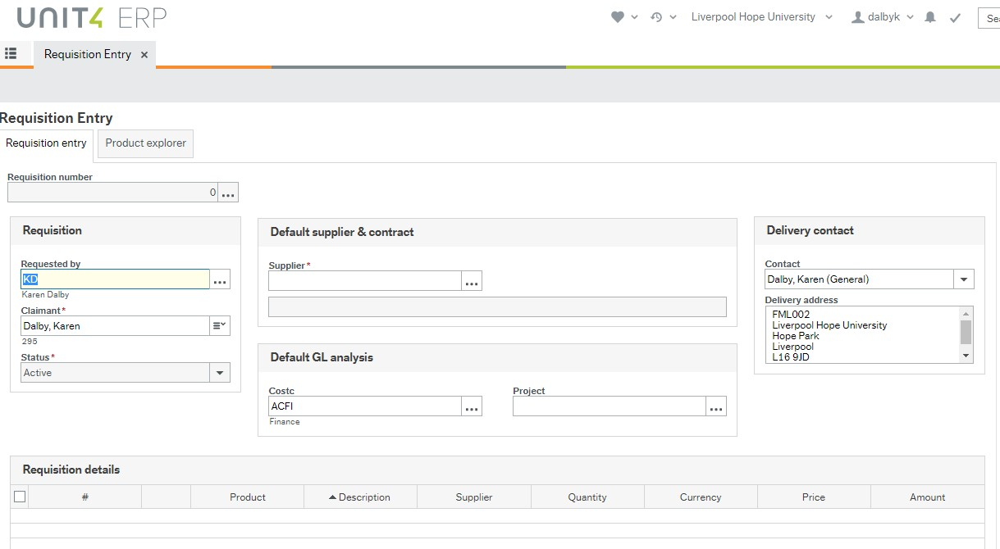 UNIT4 ERP
Liverpool Hope University
dalbyk
Requisition Entry ×
Requisition Entry
Requisition entry
Product explorer
Requisition number
0 ...
Requisition
Requested by
KD ...
Karen Dalby
Claimant *
Dalby, Karen
295
Status *
Active
Default supplier & contract
Supplier *
...
Default GL analysis
Costc
ACFI ...
Finance
Project
...
Delivery contact
Contact
Dalby, Karen (General)
Delivery address
FML002
Liverpool Hope University
Hope Park
Liverpool
L16 9JD
Requisition details
# Product Description Supplier Quantity Currency Price Amount